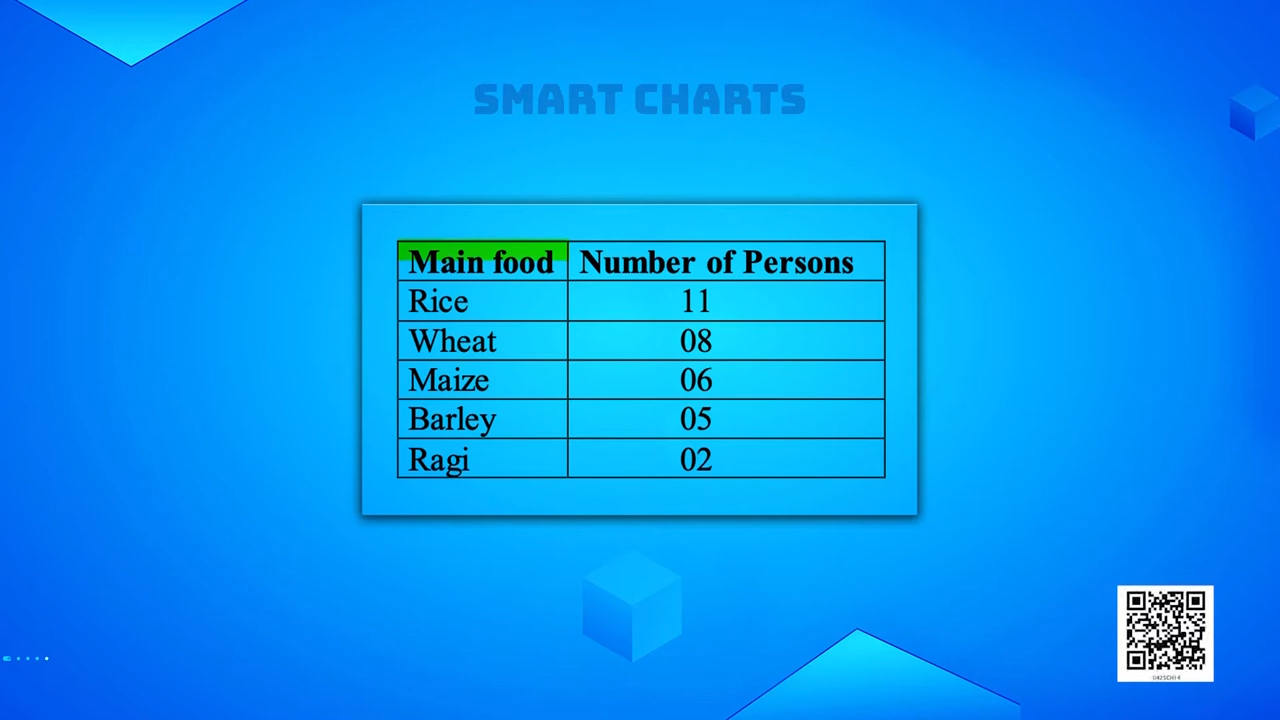 SMART CHARTS
Main food Number of Persons
Rice 11
Wheat 08
Maize 06
Barley 05
Ragi 02